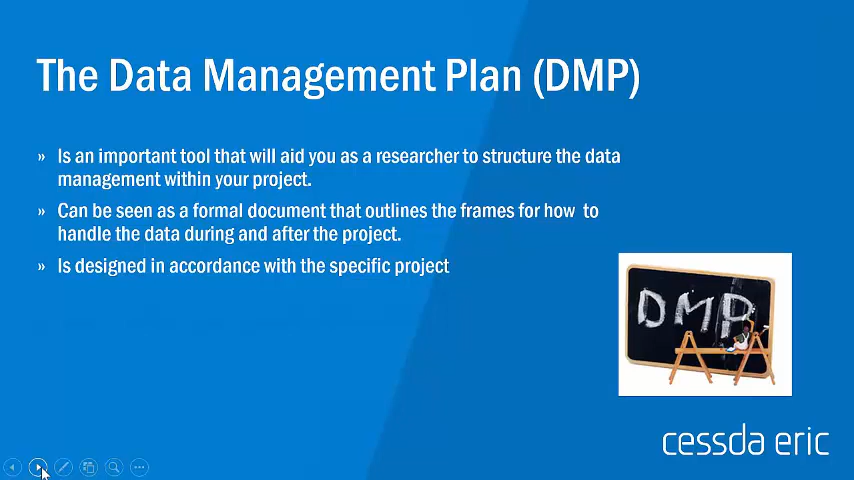 The Data Management Plan (DMP)
» Is an important tool that will aid you as a researcher to structure the data
management within your project.
» Can be seen as a formal document that outlines the frames for how to
handle the data during and after the project.
» Is designed in accordance with the specific project
DMP
cessda eric